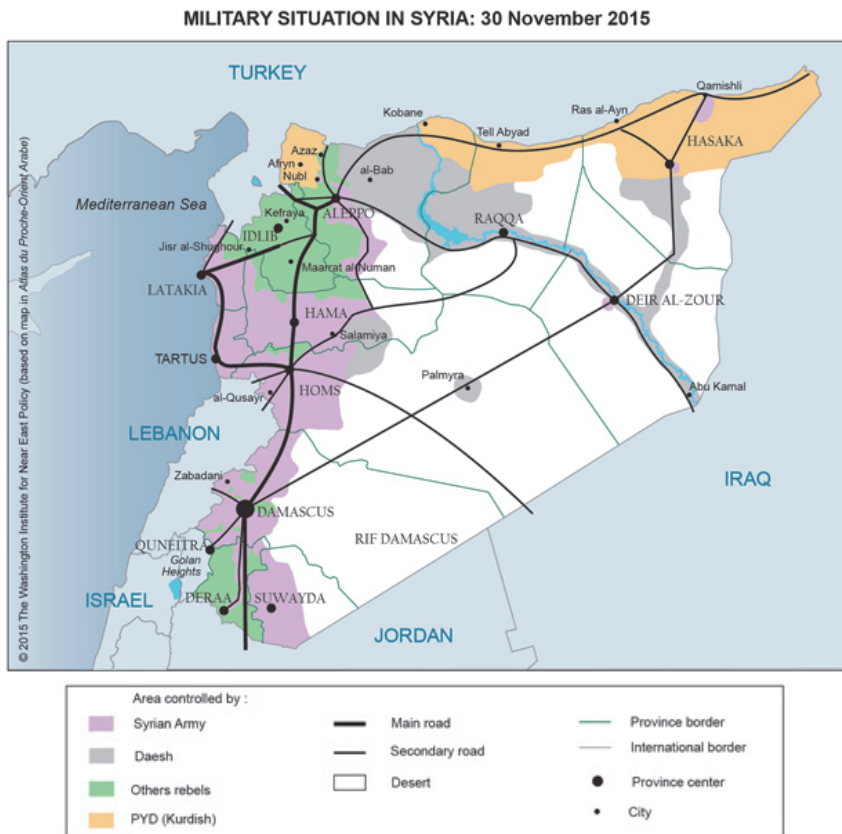 MILITARY SITUATION IN SYRIA: 30 November 2015
© 2015 The Washington Institute for Near East Policy (based on map in Atlas du Proche-Orient Arabe)
TURKEY
Qamishli
Kobane
Ras al-Ayn
Tell Abyad
HASAKA
Azaz
Afryn
Nubl
al-Bab
Mediterranean Sea
ALEPPO
Kefraya
IDLIB
RAQQA
Jisr al-Shughour
Maarrat al-Numan
LATAKIA
DEIR AL-ZOUR
HAMA
Salamiya
TARTUS
Palmyra
HOMS
Abu Kamal
al-Qusayr
LEBANON
Zabadani
IRAQ
DAMASCUS
RIF DAMASCUS
QUNEITRA
Golan
Heights
ISRAEL
DERAA
SUWAYDA
JORDAN
Area controlled by :
Syrian Army
Daesh
Others rebels
PYD (Kurdish)
Main road
Secondary road
Desert
Province border
International border
Province center
City